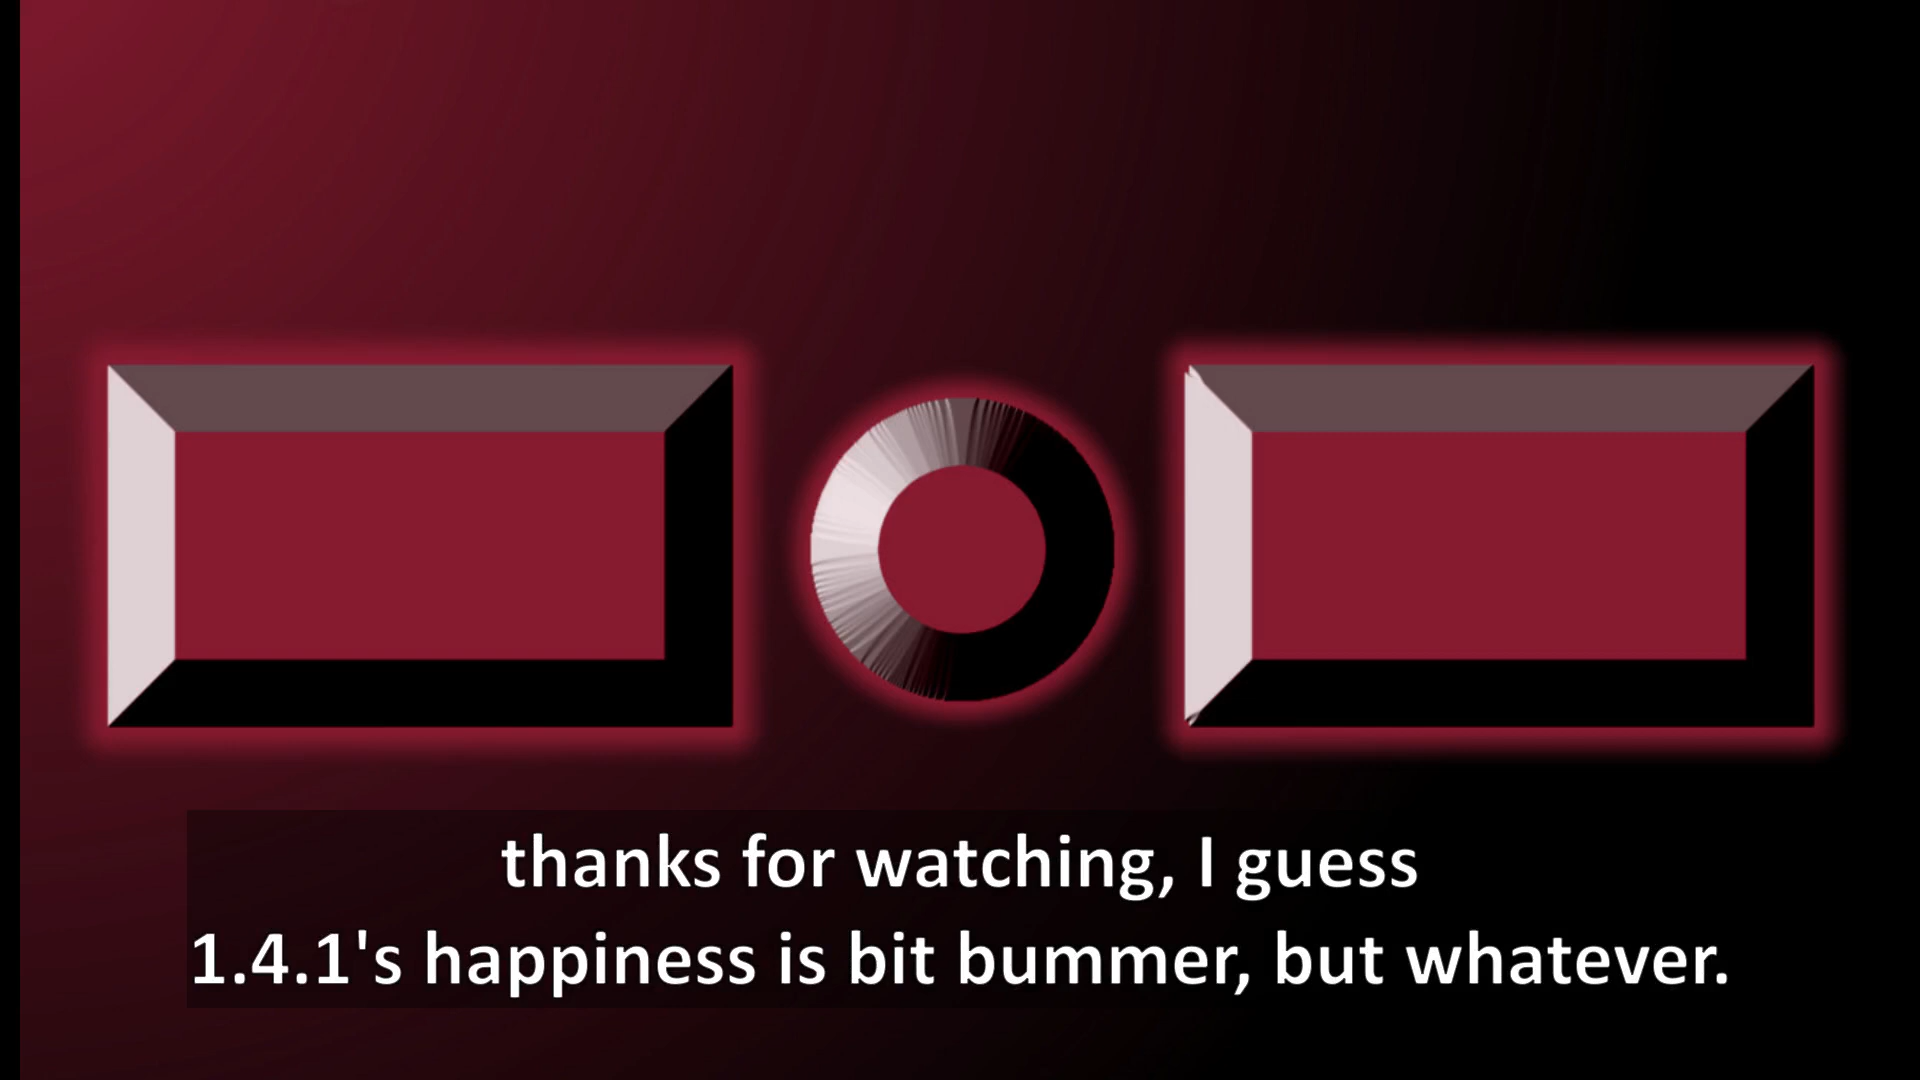 thanks for watching, I guess
1.4.1's happiness is bit bummer, but whatever.